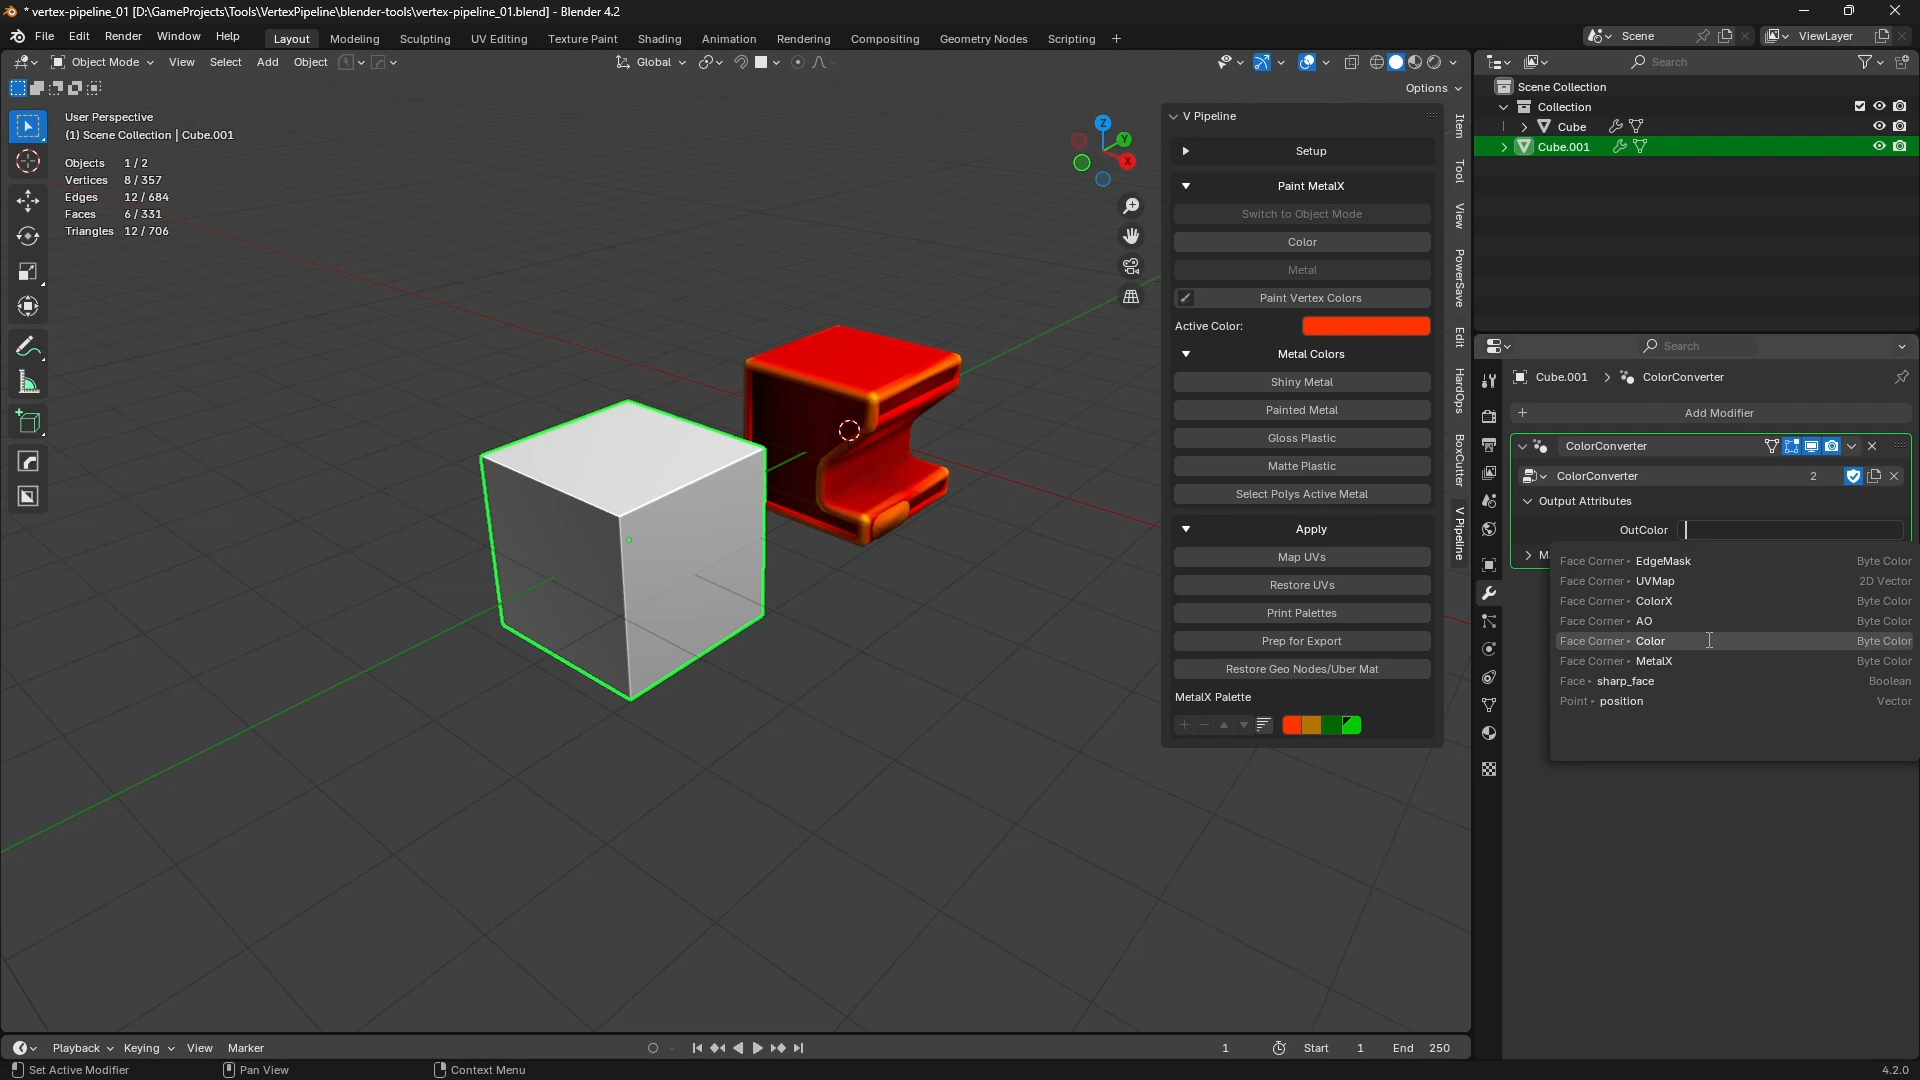 * vertex-pipeline_01 [D:\GameProjects\Tools\VertexPipeline\blender-tools\vertex-pipeline_01.blend] - Blender 4.2
File Edit Render Window Help Layout Modeling Sculpting UV Editing Texture Paint Shading Animation Rendering Compositing Geometry Nodes Scripting + Scene ViewLayer
Object Mode View Select Add Object Global Search
Options
User Perspective
(1) Scene Collection | Cube.001
Objects 1 / 2
Vertices 8 / 357
Edges 12 / 684
Faces 6 / 331
Triangles 12 / 706
Z
Y
X
V Pipeline
Setup
Paint MetalX
Switch to Object Mode
Color
Metal
Paint Vertex Colors
Active Color:
Metal Colors
Shiny Metal
Painted Metal
Gloss Plastic
Matte Plastic
Select Polys Active Metal
Apply
Map UVs
Restore UVs
Print Palettes
Prep for Export
Restore Geo Nodes/Uber Mat
MetalX Palette
Item
Tool
View
PowerSave
Edit
HardOps
BoxCutter
V Pipeline
Scene Collection
Collection
Cube
Cube.001
Search
Cube.001 ColorConverter
+ Add Modifier
ColorConverter
ColorConverter 2
Output Attributes
OutColor
M
Face Corner EdgeMask Byte Color
Face Corner UVMap 2D Vector
Face Corner ColorX Byte Color
Face Corner AO Byte Color
Face Corner Color Byte Color
Face Corner MetalX Byte Color
Face sharp_face Boolean
Point position Vector
Playback Keying View Marker 1 Start 1 End 250
Set Active Modifier Pan View Context Menu 4.2.0